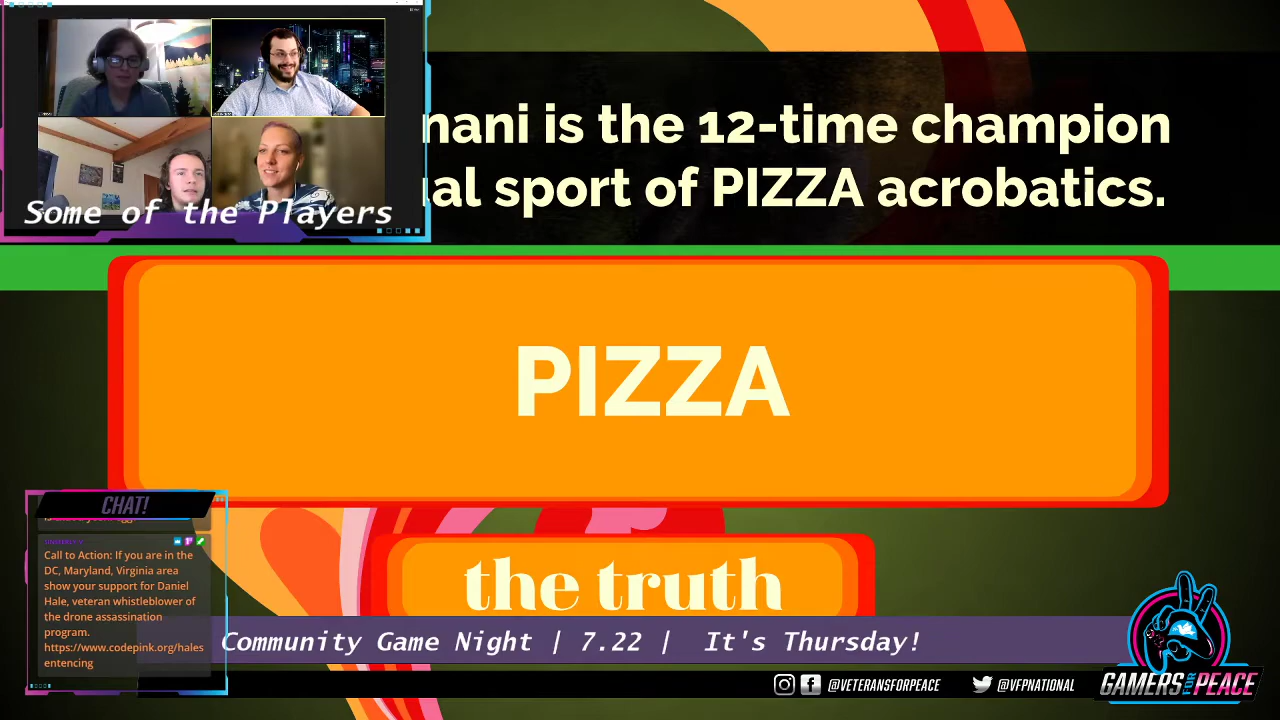 nani is the 12-time champion
al sport of PIZZA acrobatics.
Some of the Players
PIZZA
the truth
CHAT!
Call to Action: If you are in the
DC, Maryland, Virginia area
show your support for Daniel
Hale, veteran whistleblower of
the drone assassination
program.
https://www.codepink.org/hales
entencing
Community Game Night | 7.22 | It's Thursday!
@VETERANSFORPEACE @VFPNATIONAL
GAMERS FOR PEACE